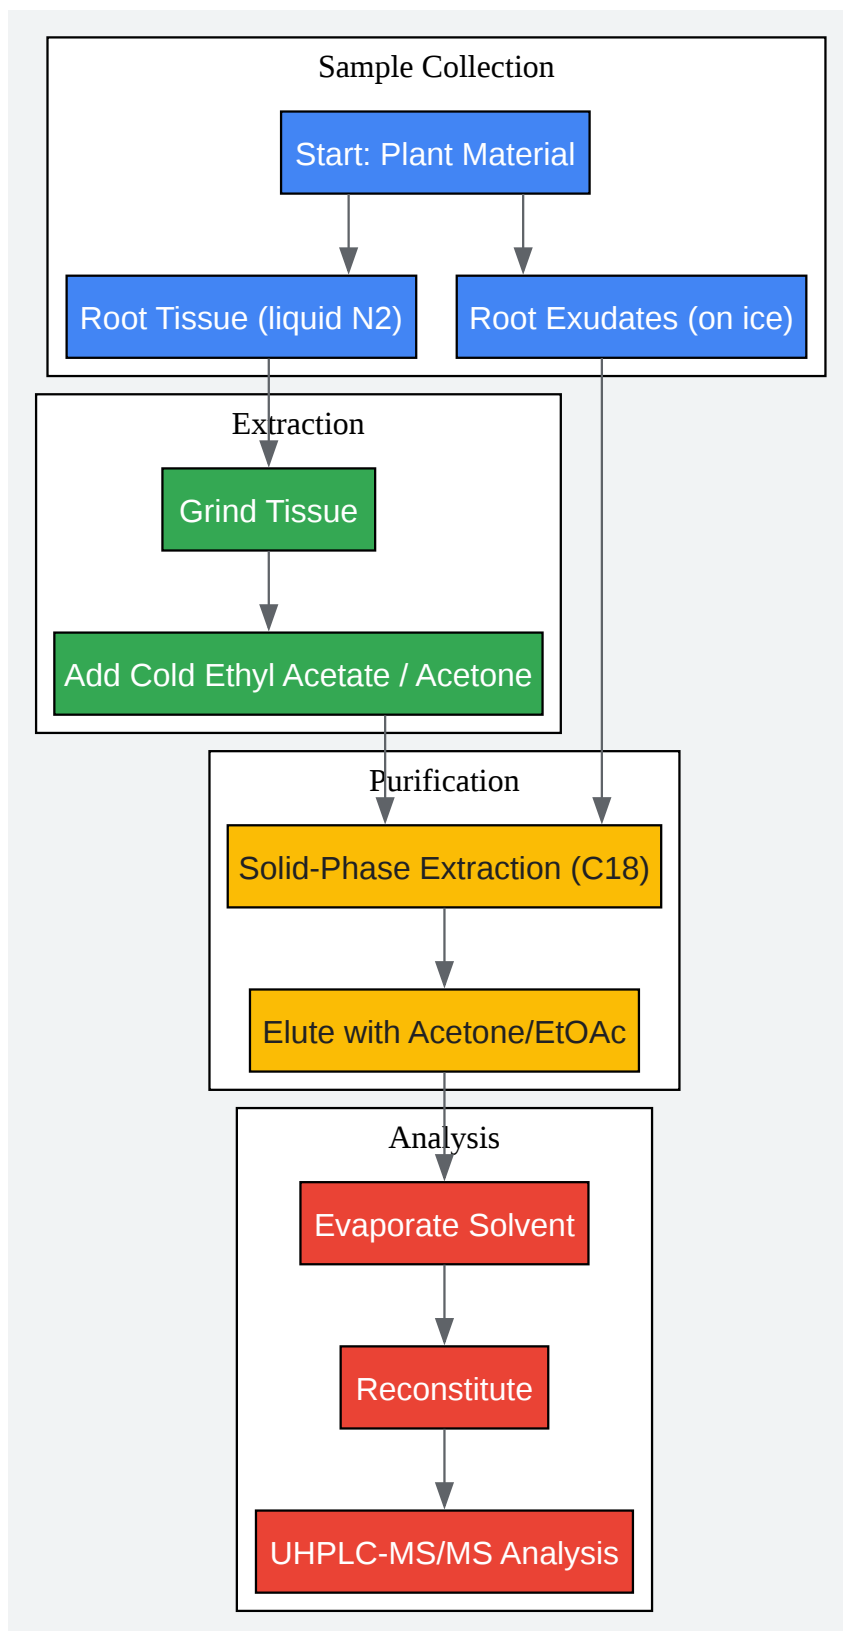 Sample Collection
Start: Plant Material
Root Tissue (liquid N2)
Root Exudates (on ice)
Extraction
Grind Tissue
Add Cold Ethyl Acetate / Acetone
Purification
Solid-Phase Extraction (C18)
Elute with Acetone/EtOAc
Analysis
Evaporate Solvent
Reconstitute
UHPLC-MS/MS Analysis